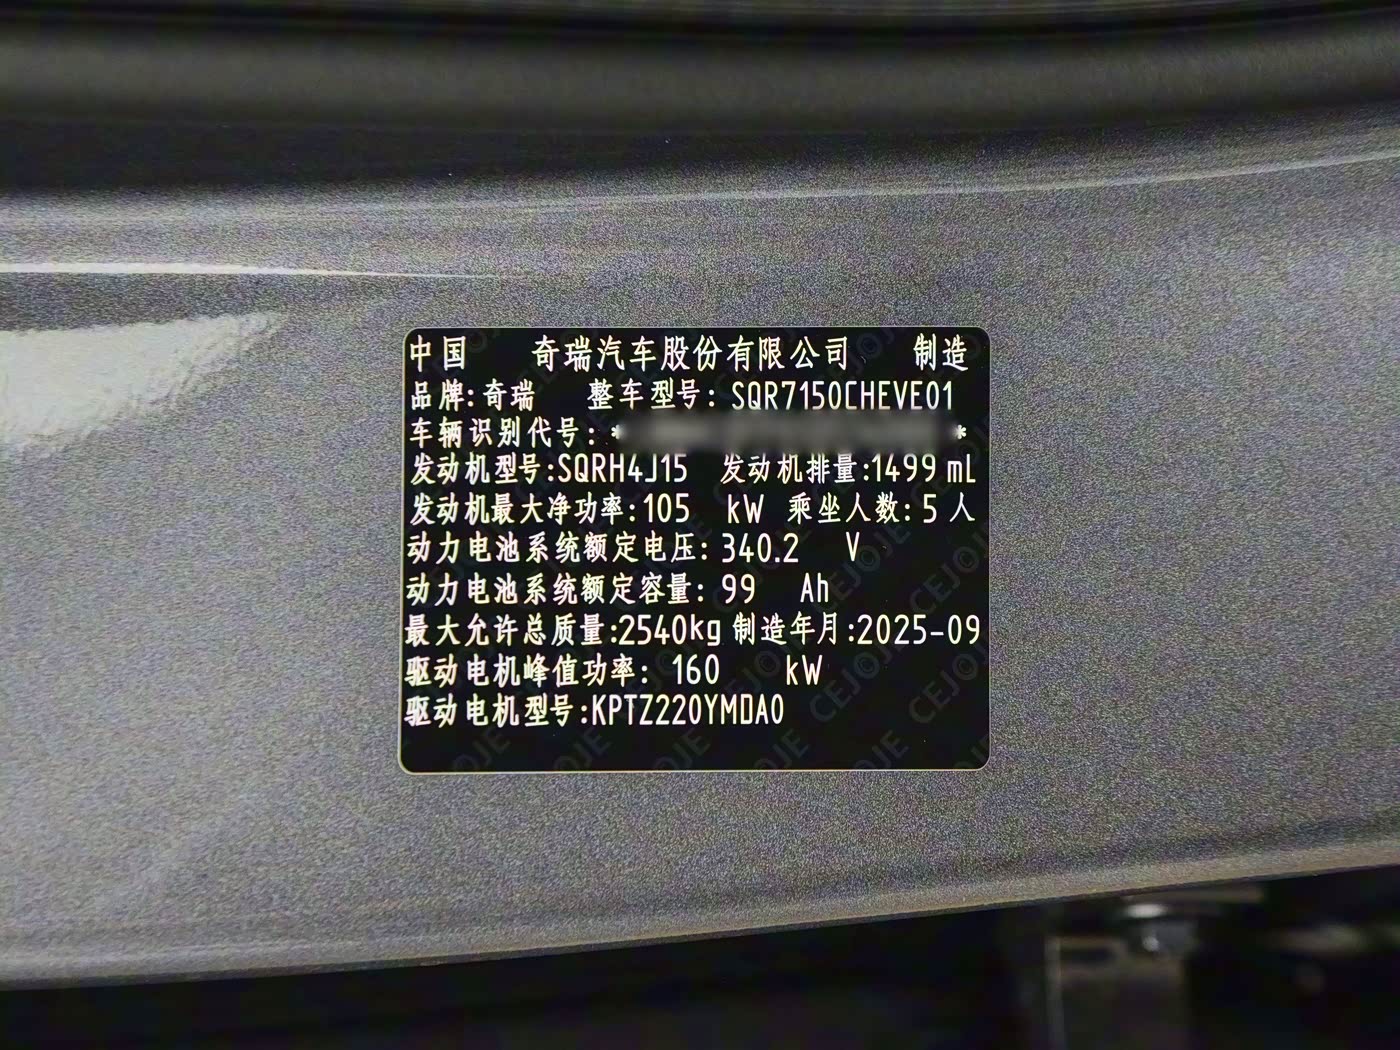 中国 奇瑞汽车股份有限公司 制造
品牌:奇瑞 整车型号:SQR7150CHEVE01
车辆识别代号:* *
发动机型号:SQRH4J15 发动机排量:1499 mL
发动机最大净功率:105 kW 乘坐人数:5 人
动力电池系统额定电压:340.2 V
动力电池系统额定容量:99 Ah
最大允许总质量:2540kg 制造年月:2025-09
驱动电机峰值功率:160 kW
驱动电机型号:KPTZ220YMDA0
CEJOJE